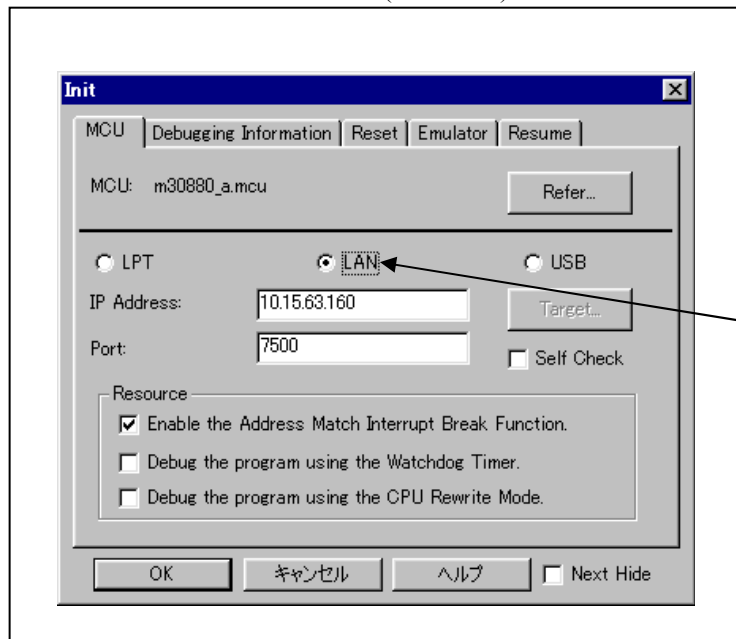 Init
MCU Debugging Information Reset Emulator Resume
MCU: m30880_a.mcu Refer...
LPT LAN USB
IP Address: 10.15.63.160 Target...
Port: 7500 Self Check
Resource
Enable the Address Match Interrupt Break Function.
Debug the program using the Watchdog Timer.
Debug the program using the CPU Rewrite Mode.
OK キャンセル ヘルプ Next Hide